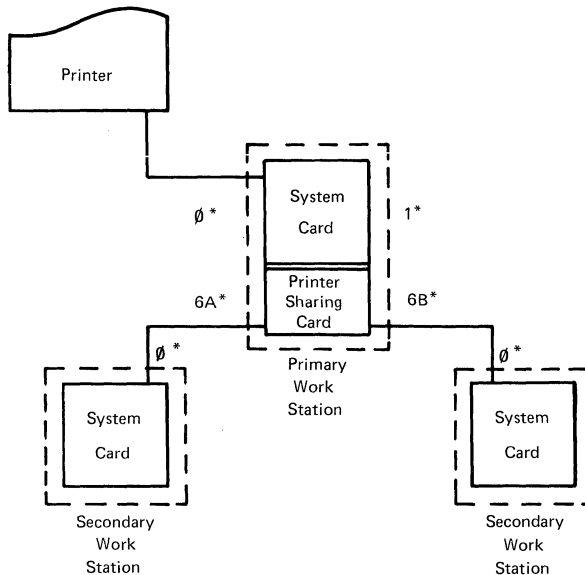 Printer
System
Card
Ø *
1*
Printer
Sharing
Card
6A*
6B*
Primary
Work
Station
Ø *
Ø *
System
Card
System
Card
Secondary
Work
Station
Secondary
Work
Station